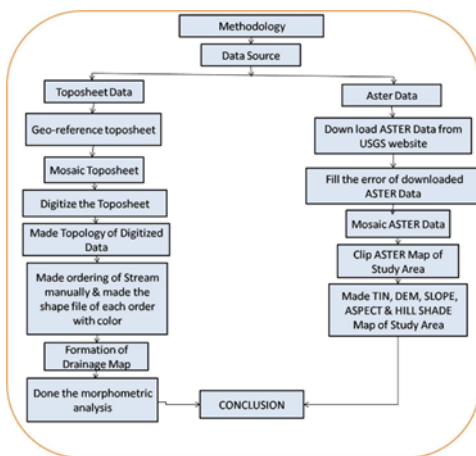 Methodology
Data Source
Toposheet Data
Geo-reference toposheet
Mosaic Toposheet
Digitize the Toposheet
Made Topology of Digitized
Data
Made ordering of Stream
manually & made the
shape file of each order
with color
Formation of
Drainage Map
Done the morphometric
analysis
Aster Data
Down load ASTER Data from
USGS website
Fill the error of downloaded
ASTER Data
Mosaic ASTER Data
Clip ASTER Map of
Study Area
Made TIN, DEM, SLOPE,
ASPECT & HILL SHADE
Map of Study Area
CONCLUSION